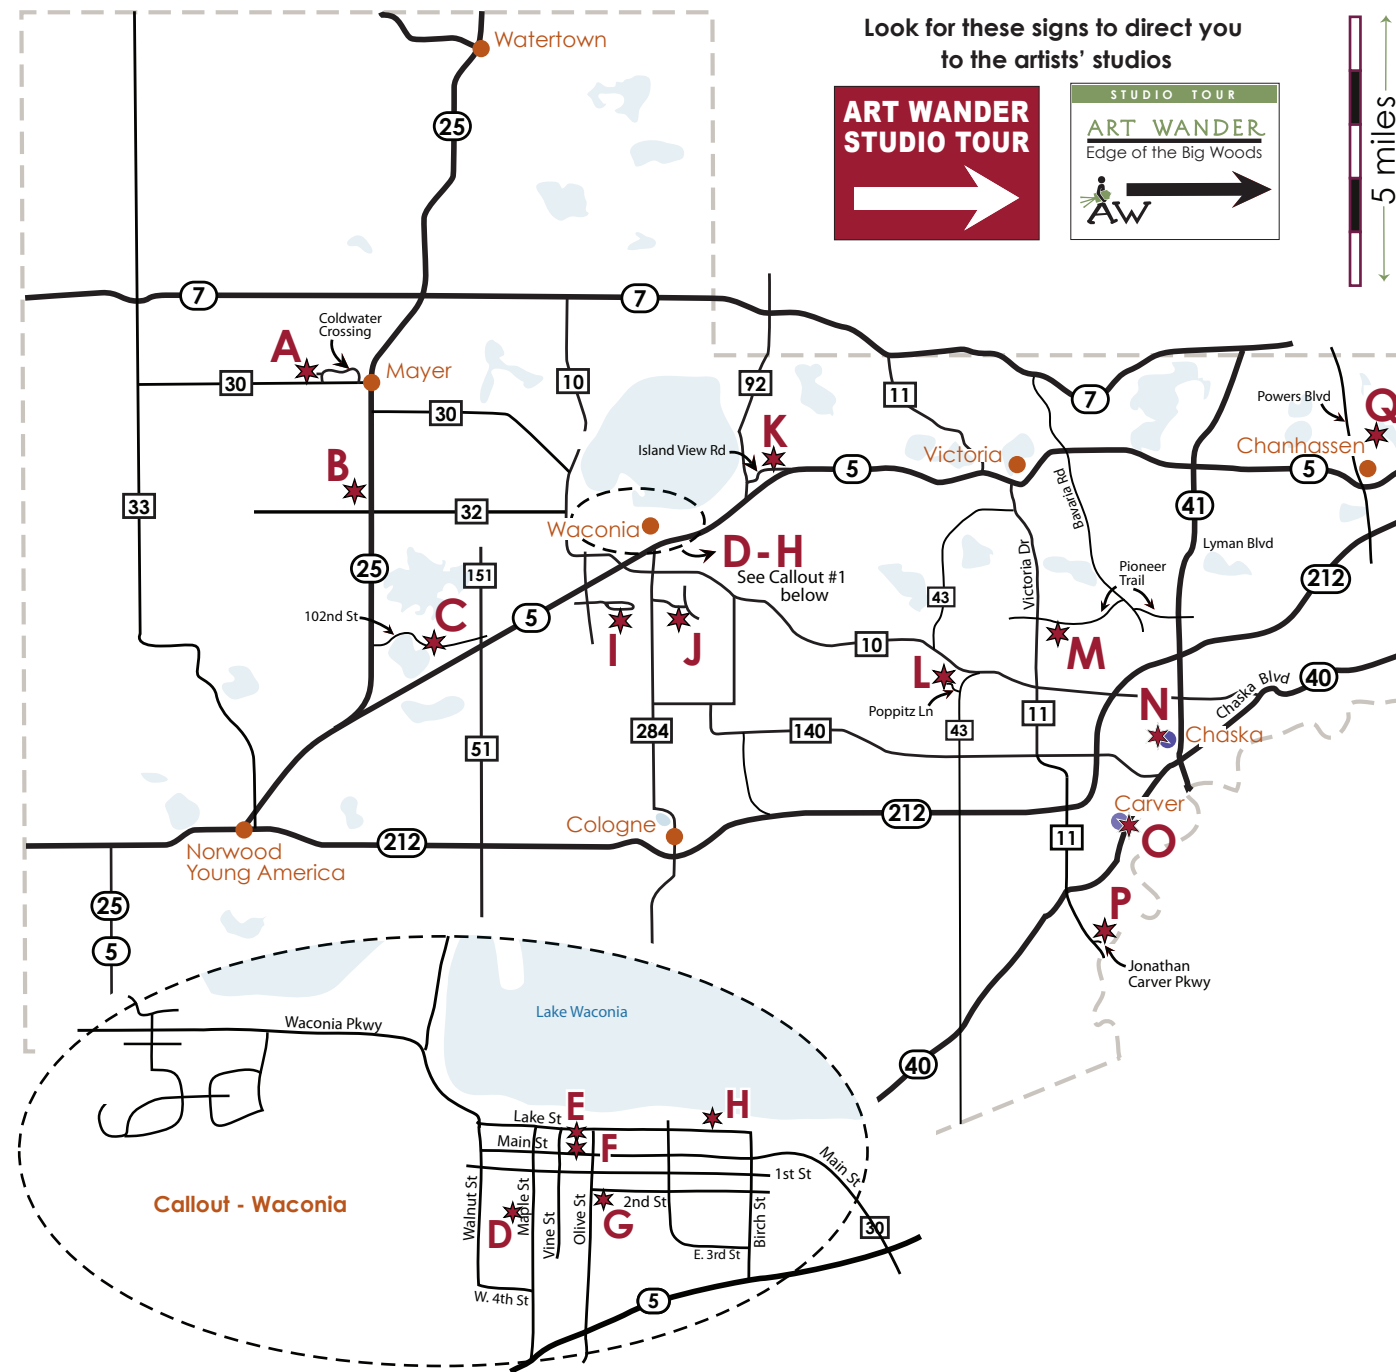 Look for these signs to direct you
to the artists' studios
ART WANDER
STUDIO TOUR
STUDIO TOUR
ART WANDER
Edge of the Big Woods
AW
5 miles
Watertown
25
7
7
Coldwater
Crossing
A
30
Mayer
30
10
92
11
7
Powers Blvd
Q
Chanhassen
5
B
33
32
Island View Rd
K
5
Victoria
Bavaria Rd
41
Lyman Blvd
212
Waconia
D - H
See Callout #1
below
25
151
102nd St
C
5
I
J
43
Victoria Dr
Pioneer
Trail
M
10
L
Poppitz Ln
43
11
N
Chaska Blvd
40
Chaska
284
140
51
212
Carver
O
11
Cologne
Norwood
Young America
212
25
5
P
Jonathan
Carver Pkwy
40
Waconia Pkwy
Lake Waconia
Lake St
E
H
Main St
F
Main St
1st St
2nd St
Walnut St
D
Maple St
Vine St
Olive St
G
Birch St
E. 3rd St
30
W. 4th St
5
Callout - Waconia